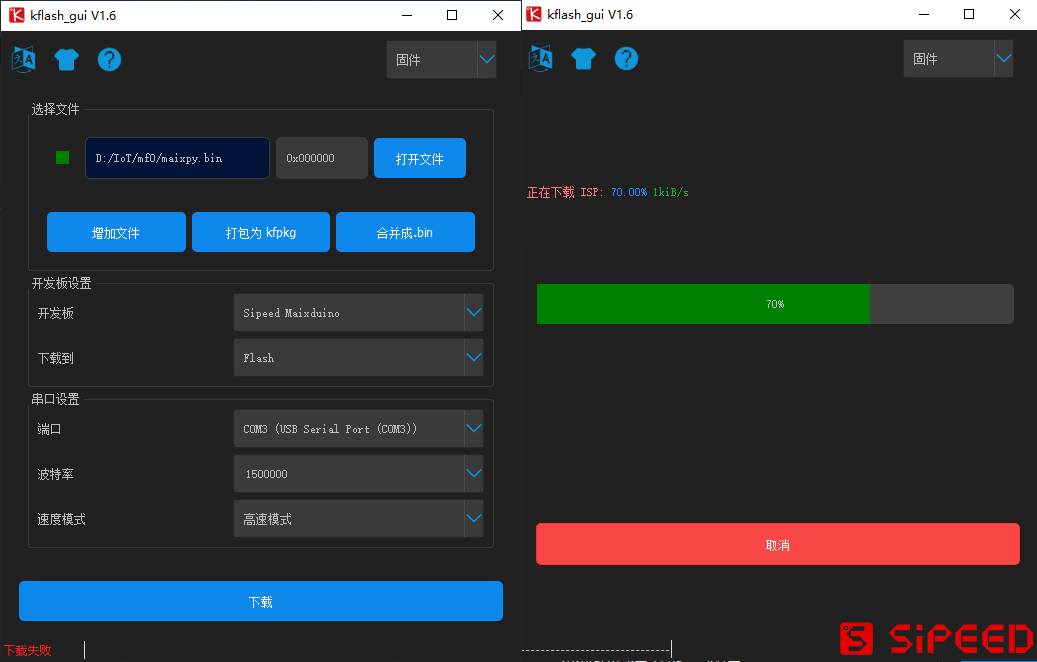 kflash_gui V1.6
固件
选择文件
D:/IoT/mf0/maixpy.bin
0x000000
打开文件
增加文件
打包为 kfpkg
合并成.bin
开发板设置
开发板
Sipeed Maixduino
下载到
Flash
串口设置
端口
COM3 (USB Serial Port (COM3))
波特率
1500000
速度模式
高速模式
下载
下载失败
kflash_gui V1.6
固件
正在下载 ISP: 70.00% 1kiB/s
70%
取消
SiPEED